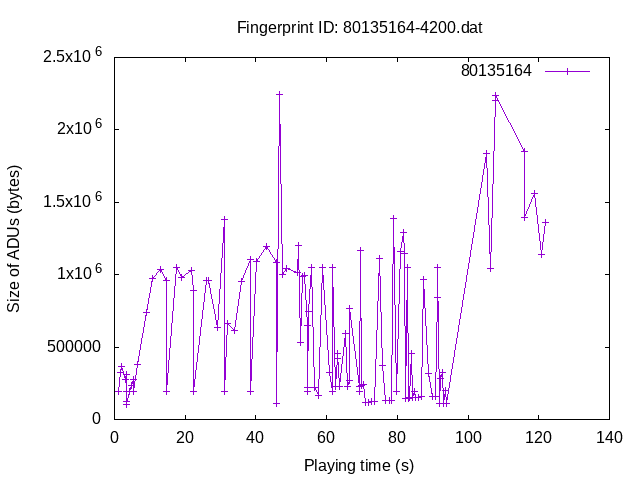 Fingerprint ID: 80135164-4200.dat
2.5x10 6
80135164
2x10 6
1.5x10 6
1x10 6
500000
0
Size of ADUs (bytes)
0 20 40 60 80 100 120 140
Playing time (s)